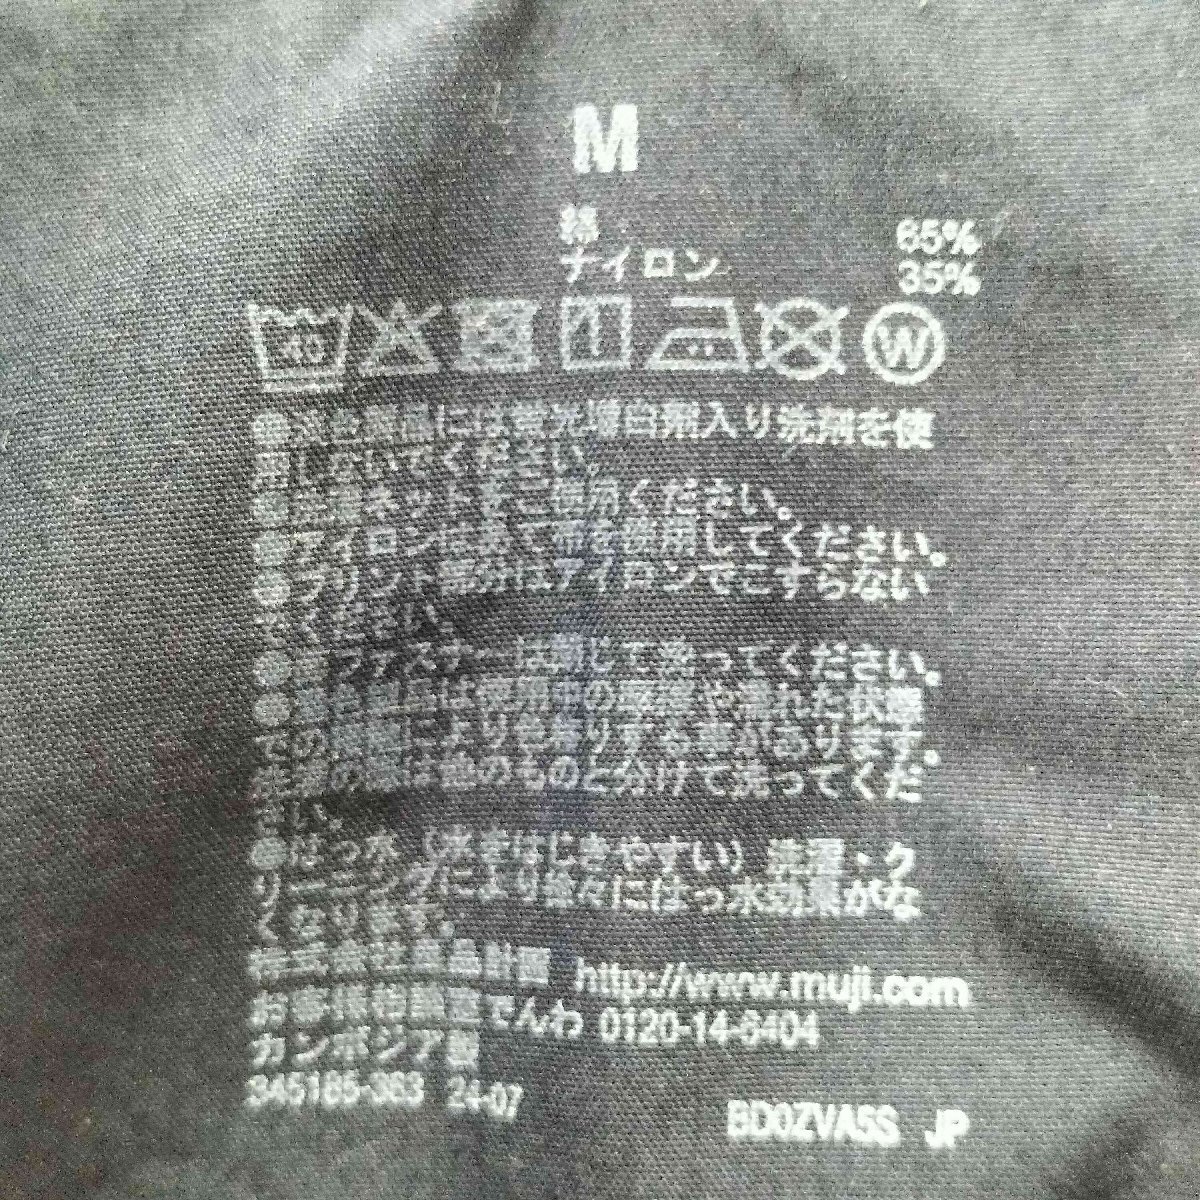 M
綿 65%
ナイロン 35%
40
W
●淡色製品には蛍光増白剤入り洗剤を使
用しないでください。
●洗濯ネットをご使用ください。
●アイロンはあて布を使用してください。
●プリント部分はアイロンでこすらない
でください。
ファスナーは閉じて洗ってください。
●濃色製品は使用中の摩擦や濡れた状態
での摩擦により色移りする事があります。
洗濯の際は他のものと分けて洗ってくだ
さい。
●はっ水（水をはじきやすい）洗濯・ク
リーニングにより徐々にはっ水効果がな
くなります。
株式会社良品計画 http://www.muji.com
お客様相談室でんわ 0120-14-6404
カンボジア製
345185-363 24-07
BD0ZVA5S JP